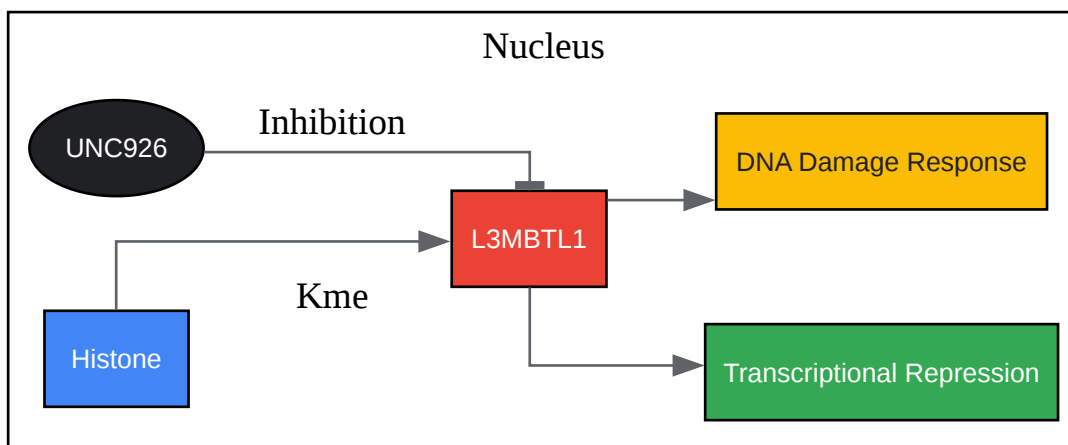 Nucleus
Inhibition
UNC926
DNA Damage Response
L3MBTL1
Kme
Histone
Transcriptional Repression